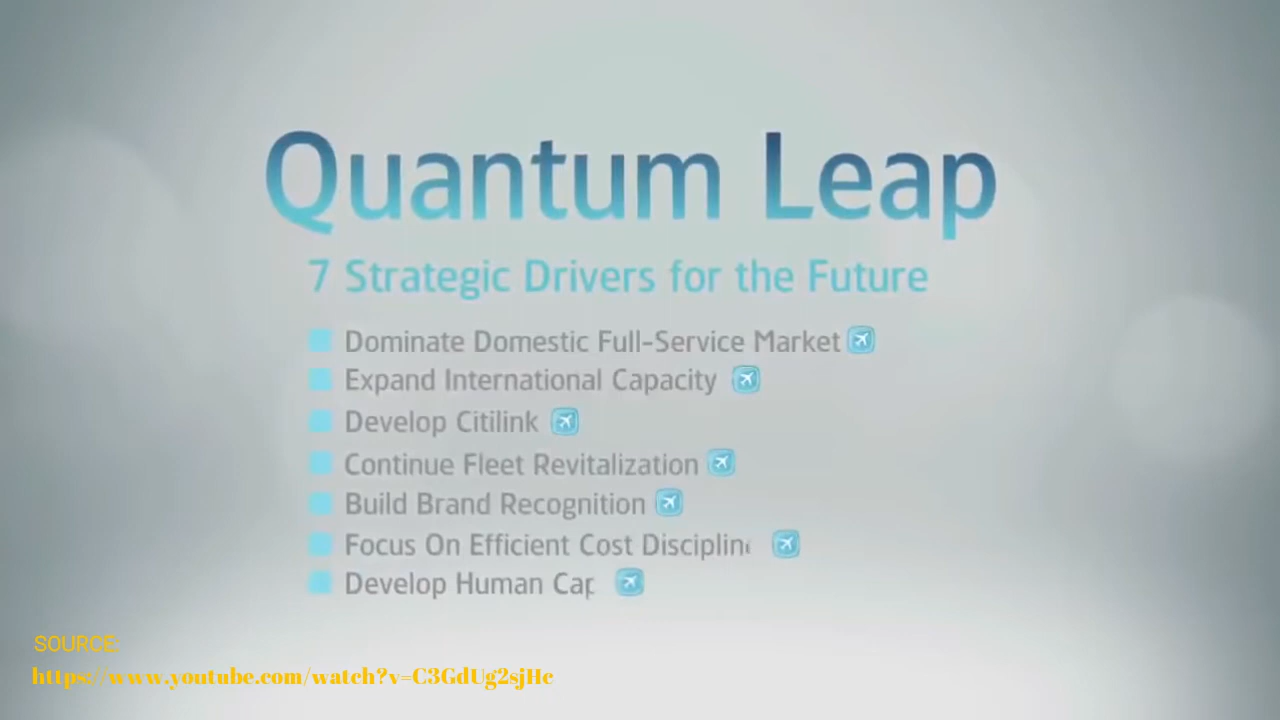 Quantum Leap
7 Strategic Drivers for the Future
Dominate Domestic Full-Service Market
Expand International Capacity
Develop Citilink
Continue Fleet Revitalization
Build Brand Recognition
Focus On Efficient Cost
Develop Human
SOURCE:
https://www.youtube.com/watch?v=C3GdUg2sjHc